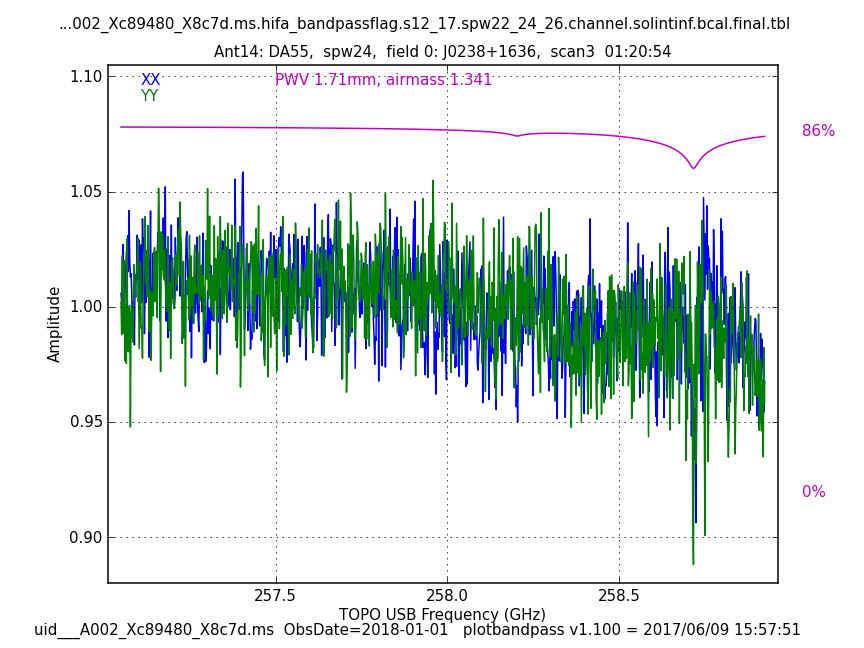 ...002_Xc89480_X8c7d.ms.hifa_bandpassflag.s12_17.spw22_24_26.channel.solintinf.bcal.final.tbl
Ant14: DA55,  spw24,  field 0: J0238+1636,  scan3  01:20:54
XX
YY
PWV 1.71mm, airmass 1.341
86%
0%
1.10
1.05
1.00
0.95
0.90
Amplitude
257.5
258.0
258.5
TOPO USB Frequency (GHz)
uid___A002_Xc89480_X8c7d.ms  ObsDate=2018-01-01   plotbandpass v1.100 = 2017/06/09 15:57:51